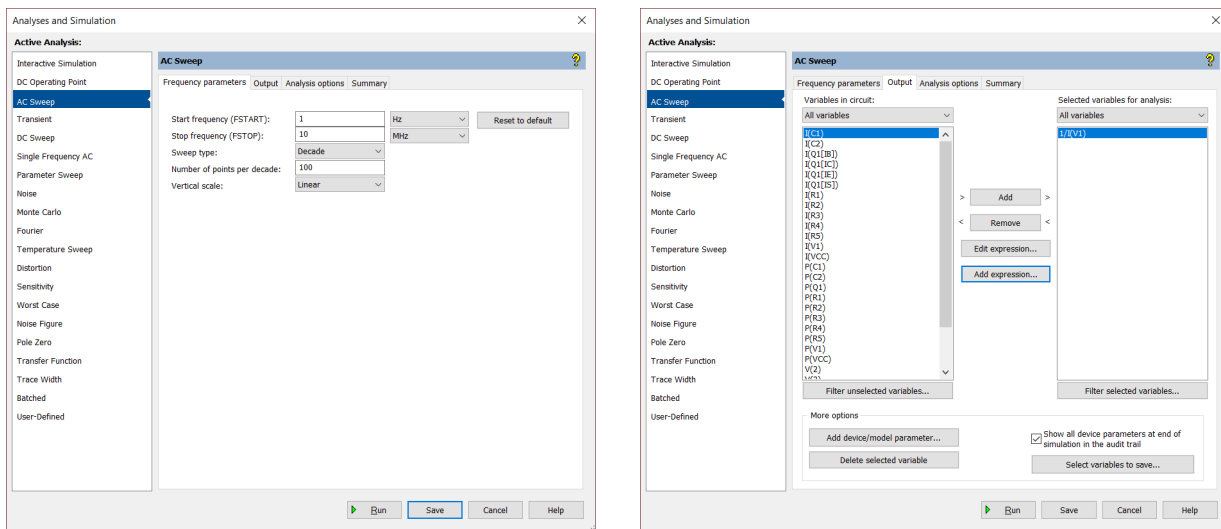 Analyses and Simulation
Active Analysis:
Interactive Simulation
DC Operating Point
AC Sweep
Transient
DC Sweep
Single Frequency AC
Parameter Sweep
Noise
Monte Carlo
Fourier
Temperature Sweep
Distortion
Sensitivity
Worst Case
Noise Figure
Pole Zero
Transfer Function
Trace Width
Batched
User-Defined
AC Sweep
Frequency parameters Output Analysis options Summary
Start frequency (FSTART): 1 Hz Reset to default
Stop frequency (FSTOP): 10 MHz
Sweep type: Decade
Number of points per decade: 100
Vertical scale: Linear
Run Save Cancel Help
Analyses and Simulation
Active Analysis:
Interactive Simulation
DC Operating Point
AC Sweep
Transient
DC Sweep
Single Frequency AC
Parameter Sweep
Noise
Monte Carlo
Fourier
Temperature Sweep
Distortion
Sensitivity
Worst Case
Noise Figure
Pole Zero
Transfer Function
Trace Width
Batched
User-Defined
AC Sweep
Frequency parameters Output Analysis options Summary
Variables in circuit:
All variables
I(C1)
I(C2)
I(Q1[IB])
I(Q1[IC])
I(Q1[IE])
I(Q1[IS])
I(R1)
I(R2)
I(R3)
I(R4)
I(R5)
I(V1)
I(VCC)
P(C1)
P(C2)
P(Q1)
P(R1)
P(R2)
P(R3)
P(R4)
P(R5)
P(V1)
P(VCC)
V(2)
Filter unselected variables...
> Add >
< Remove <
Edit expression...
Add expression...
Selected variables for analysis:
All variables
1/I(V1)
Filter selected variables...
More options
Add device/model parameter...
Delete selected variable
Show all device parameters at end of
simulation in the audit trail
Select variables to save...
Run Save Cancel Help